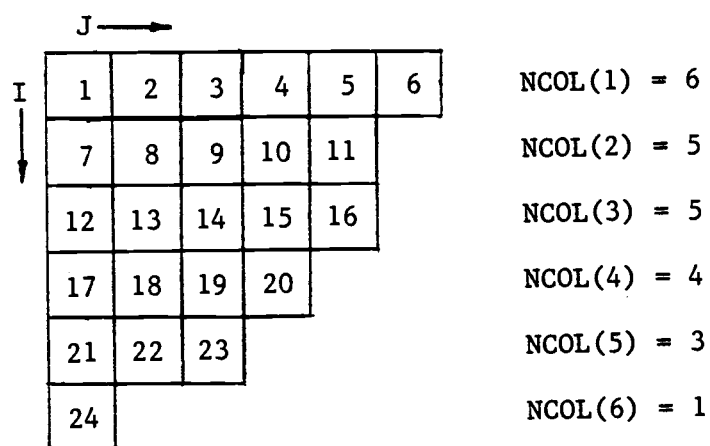 J
I
1 2 3 4 5 6 NCOL(1) = 6
7 8 9 10 11 NCOL(2) = 5
12 13 14 15 16 NCOL(3) = 5
17 18 19 20 NCOL(4) = 4
21 22 23 NCOL(5) = 3
24 NCOL(6) = 1